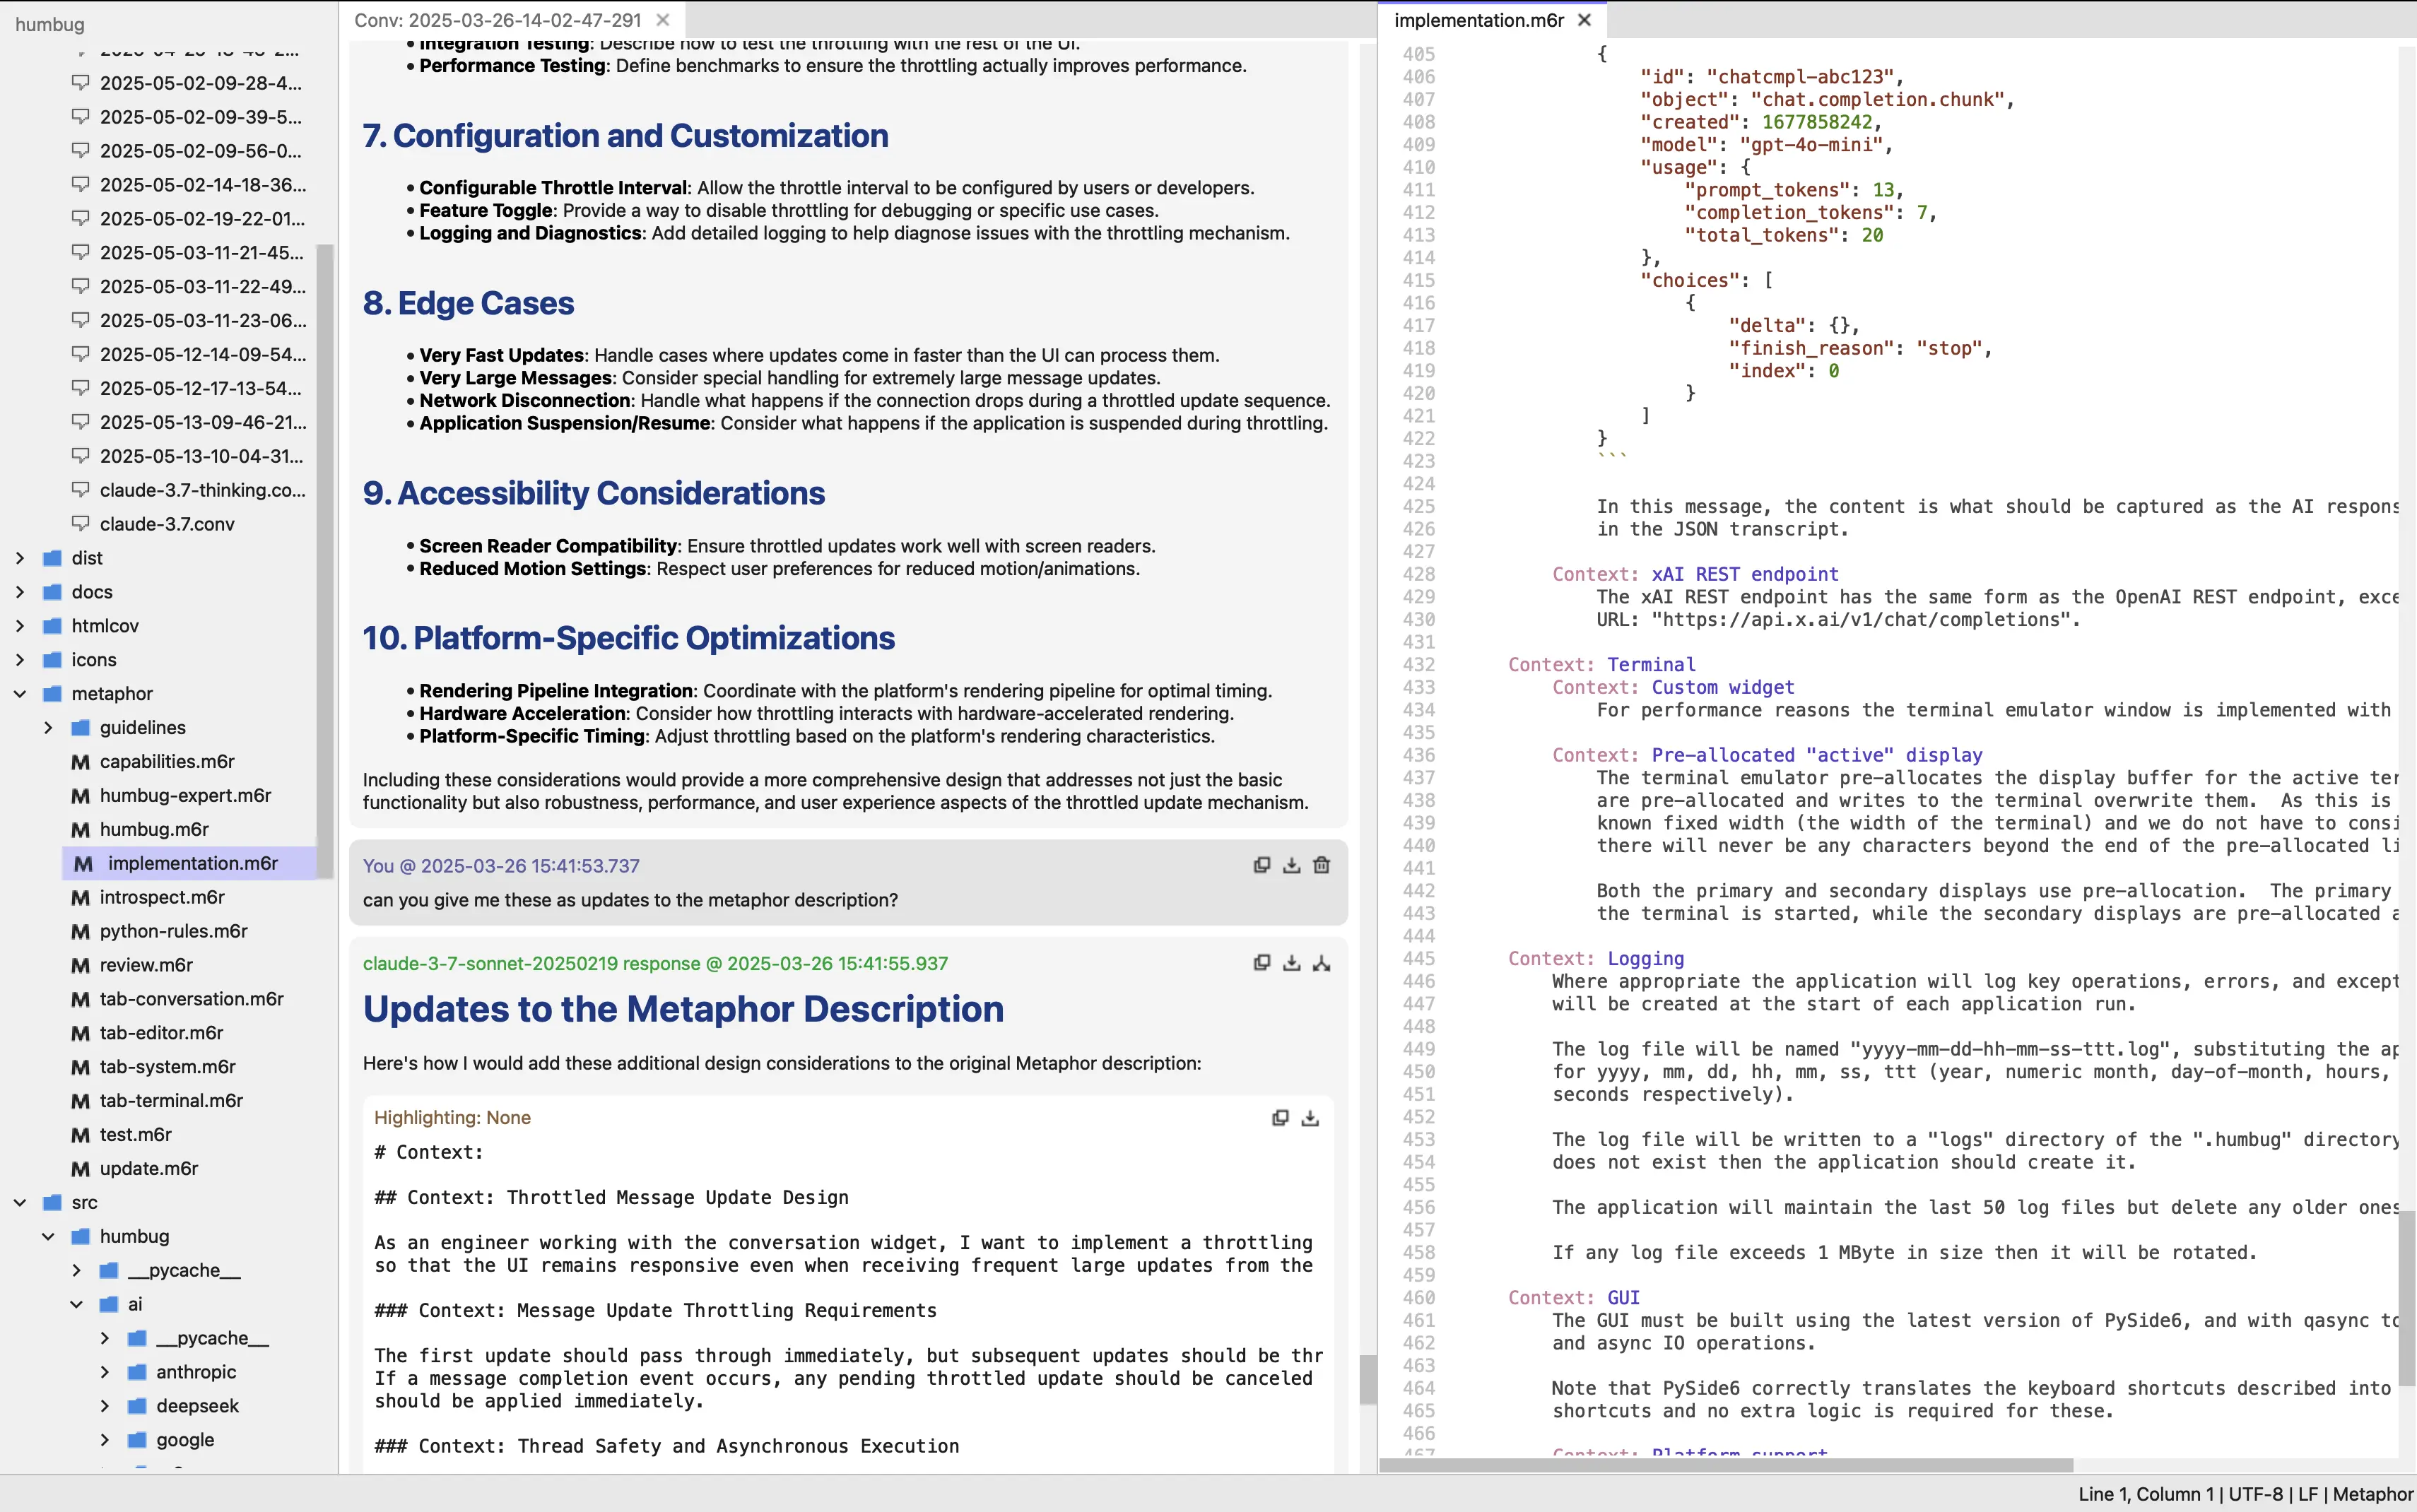 humbug
2025-05-02-09-28-4...
2025-05-02-09-39-5...
2025-05-02-09-56-0...
2025-05-02-14-18-36...
2025-05-02-19-22-01...
2025-05-03-11-21-45...
2025-05-03-11-22-49...
2025-05-03-11-23-06...
2025-05-12-14-09-54...
2025-05-12-17-13-54...
2025-05-13-09-46-21...
2025-05-13-10-04-31...
claude-3.7-thinking.co...
claude-3.7.conv
dist
docs
htmlcov
icons
metaphor
guidelines
M capabilities.m6r
M humbug-expert.m6r
M humbug.m6r
M implementation.m6r
M introspect.m6r
M python-rules.m6r
M review.m6r
M tab-conversation.m6r
M tab-editor.m6r
M tab-system.m6r
M tab-terminal.m6r
M test.m6r
M update.m6r
src
humbug
__pycache__
ai
__pycache__
anthropic
deepseek
google
Conv: 2025-03-26-14-02-47-291
• Integration Testing: Describe how to test the throttling with the rest of the UI.
• Performance Testing: Define benchmarks to ensure the throttling actually improves performance.
7. Configuration and Customization
• Configurable Throttle Interval: Allow the throttle interval to be configured by users or developers.
• Feature Toggle: Provide a way to disable throttling for debugging or specific use cases.
• Logging and Diagnostics: Add detailed logging to help diagnose issues with the throttling mechanism.
8. Edge Cases
• Very Fast Updates: Handle cases where updates come in faster than the UI can process them.
• Very Large Messages: Consider special handling for extremely large message updates.
• Network Disconnection: Handle what happens if the connection drops during a throttled update sequence.
• Application Suspension/Resume: Consider what happens if the application is suspended during throttling.
9. Accessibility Considerations
• Screen Reader Compatibility: Ensure throttled updates work well with screen readers.
• Reduced Motion Settings: Respect user preferences for reduced motion/animations.
10. Platform-Specific Optimizations
• Rendering Pipeline Integration: Coordinate with the platform's rendering pipeline for optimal timing.
• Hardware Acceleration: Consider how throttling interacts with hardware-accelerated rendering.
• Platform-Specific Timing: Adjust throttling based on the platform's rendering characteristics.
Including these considerations would provide a more comprehensive design that addresses not just the basic
functionality but also robustness, performance, and user experience aspects of the throttled update mechanism.
You @ 2025-03-26 15:41:53.737
can you give me these as updates to the metaphor description?
claude-3-7-sonnet-20250219 response @ 2025-03-26 15:41:55.937
Updates to the Metaphor Description
Here's how I would add these additional design considerations to the original Metaphor description:
Highlighting: None
# Context:
## Context: Throttled Message Update Design
As an engineer working with the conversation widget, I want to implement a throttling
so that the UI remains responsive even when receiving frequent large updates from the
### Context: Message Update Throttling Requirements
The first update should pass through immediately, but subsequent updates should be thr
If a message completion event occurs, any pending throttled update should be canceled
should be applied immediately.
### Context: Thread Safety and Asynchronous Execution
implementation.m6r
405 {
406 "id": "chatcmpl-abc123",
407 "object": "chat.completion.chunk",
408 "created": 1677858242,
409 "model": "gpt-4o-mini",
410 "usage": {
411 "prompt_tokens": 13,
412 "completion_tokens": 7,
413 "total_tokens": 20
414 },
415 "choices": [
416 {
417 "delta": {},
418 "finish_reason": "stop",
419 "index": 0
420 }
421 ]
422 }
423 ```
424
425 In this message, the content is what should be captured as the AI respons
426 in the JSON transcript.
427
428 Context: xAI REST endpoint
429 The xAI REST endpoint has the same form as the OpenAI REST endpoint, exce
430 URL: "https://api.x.ai/v1/chat/completions".
431
432 Context: Terminal
433 Context: Custom widget
434 For performance reasons the terminal emulator window is implemented with
435
436 Context: Pre-allocated "active" display
437 The terminal emulator pre-allocates the display buffer for the active ter
438 are pre-allocated and writes to the terminal overwrite them.  As this is
439 known fixed width (the width of the terminal) and we do not have to consi
440 there will never be any characters beyond the end of the pre-allocated li
441
442 Both the primary and secondary displays use pre-allocation.  The primary
443 the terminal is started, while the secondary displays are pre-allocated a
444
445 Context: Logging
446 Where appropriate the application will log key operations, errors, and except
447 will be created at the start of each application run.
448
449 The log file will be named "yyyy-mm-dd-hh-mm-ss-ttt.log", substituting the ap
450 for yyyy, mm, dd, hh, mm, ss, ttt (year, numeric month, day-of-month, hours,
451 seconds respectively).
452
453 The log file will be written to a "logs" directory of the ".humbug" directory
454 does not exist then the application should create it.
455
456 The application will maintain the last 50 log files but delete any older ones
457
458 If any log file exceeds 1 MByte in size then it will be rotated.
459
460 Context: GUI
461 The GUI must be built using the latest version of PySide6, and with qasync to
462 and async IO operations.
463
464 Note that PySide6 correctly translates the keyboard shortcuts described into
465 shortcuts and no extra logic is required for these.
466
467 Context: Platform support
Line 1, Column 1 | UTF-8 | LF | Metaphor